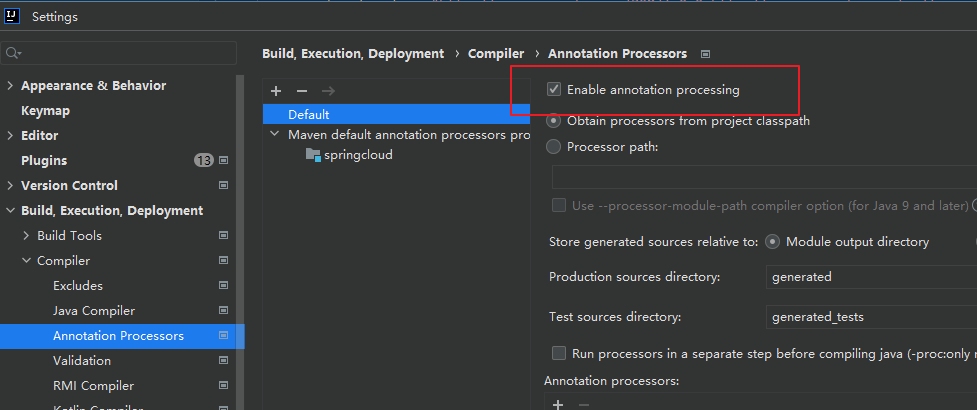 Settings
Build, Execution, Deployment › Compiler › Annotation Processors
Appearance & Behavior
Keymap
Editor
Plugins 13
Version Control
Build, Execution, Deployment
Build Tools
Compiler
Excludes
Java Compiler
Annotation Processors
Validation
RMI Compiler
Kotlin Compiler
Default
Maven default annotation processors pro
springcloud
Enable annotation processing
Obtain processors from project classpath
Processor path:
Use --processor-module-path compiler option (for Java 9 and later)
Store generated sources relative to: Module output directory
Production sources directory: generated
Test sources directory: generated_tests
Run processors in a separate step before compiling java (-proc:only
Annotation processors: